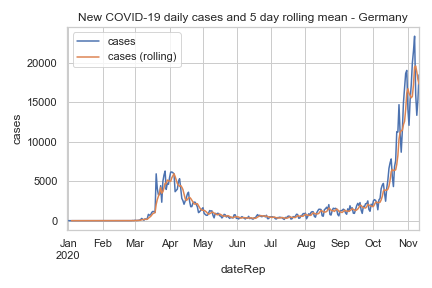 New COVID-19 daily cases and 5 day rolling mean - Germany
cases
cases (rolling)
20000
15000
10000
5000
0
cases
Jan Feb Mar Apr May Jun Jul Aug Sep Oct Nov
2020
dateRep